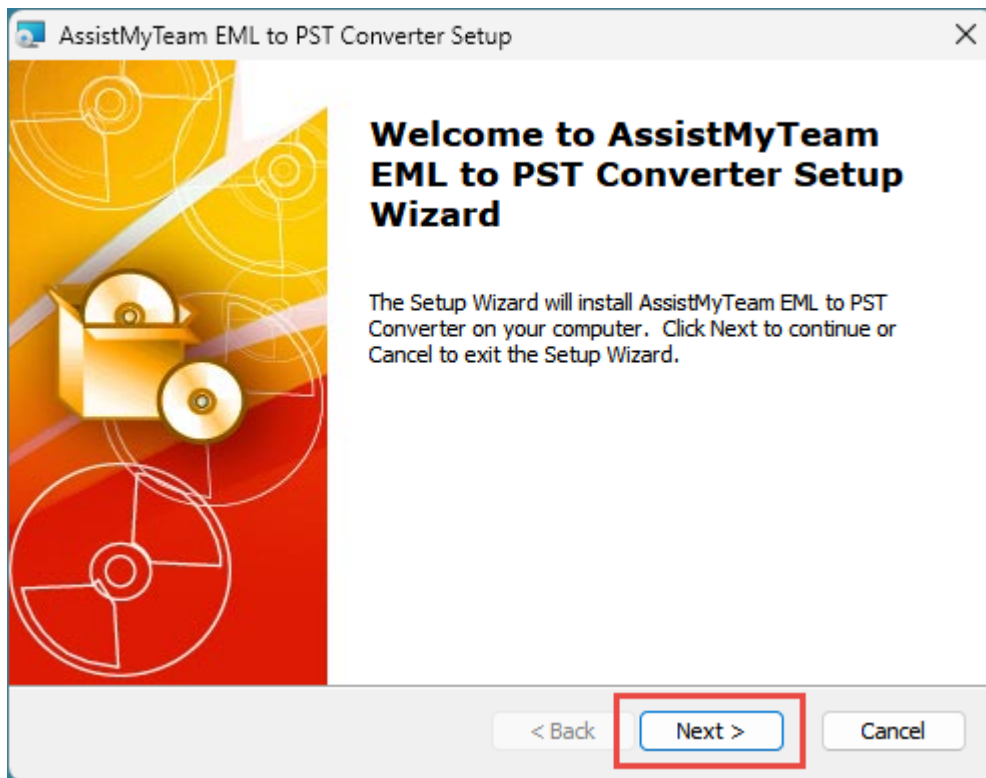 AssistMyTeam EML to PST Converter Setup
Welcome to AssistMyTeam
EML to PST Converter Setup
Wizard
The Setup Wizard will install AssistMyTeam EML to PST
Converter on your computer.  Click Next to continue or
Cancel to exit the Setup Wizard.
< Back
Next >
Cancel